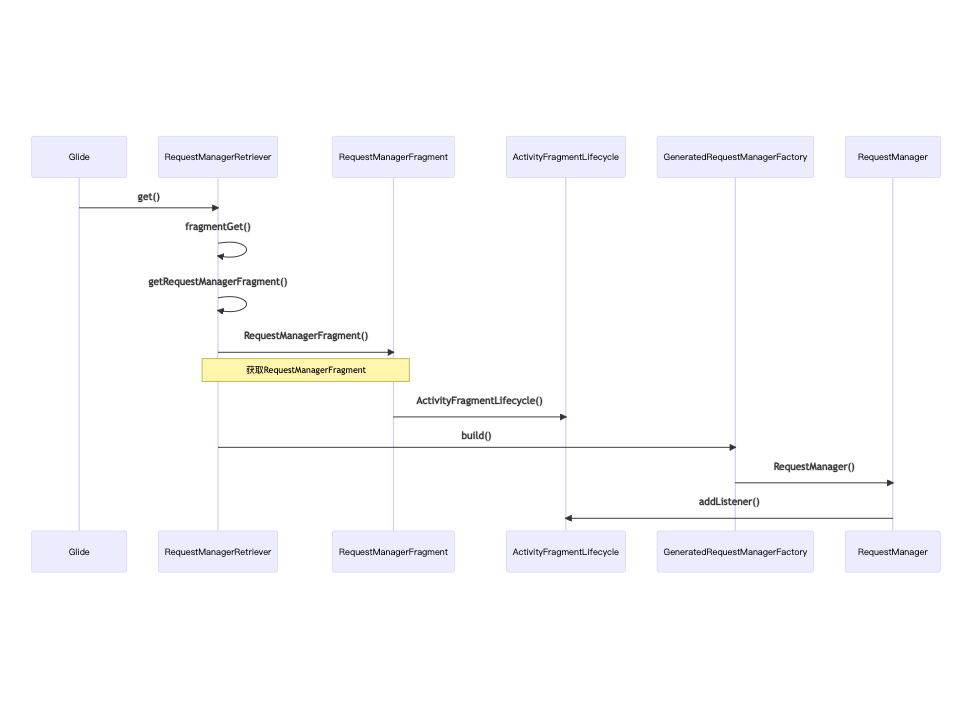 Glide
RequestManagerRetriever
RequestManagerFragment
ActivityFragmentLifecycle
GeneratedRequestManagerFactory
RequestManager
get()
fragmentGet()
getRequestManagerFragment()
RequestManagerFragment()
获取RequestManagerFragment
ActivityFragmentLifecycle()
build()
RequestManager()
addListener()
Glide
RequestManagerRetriever
RequestManagerFragment
ActivityFragmentLifecycle
GeneratedRequestManagerFactory
RequestManager